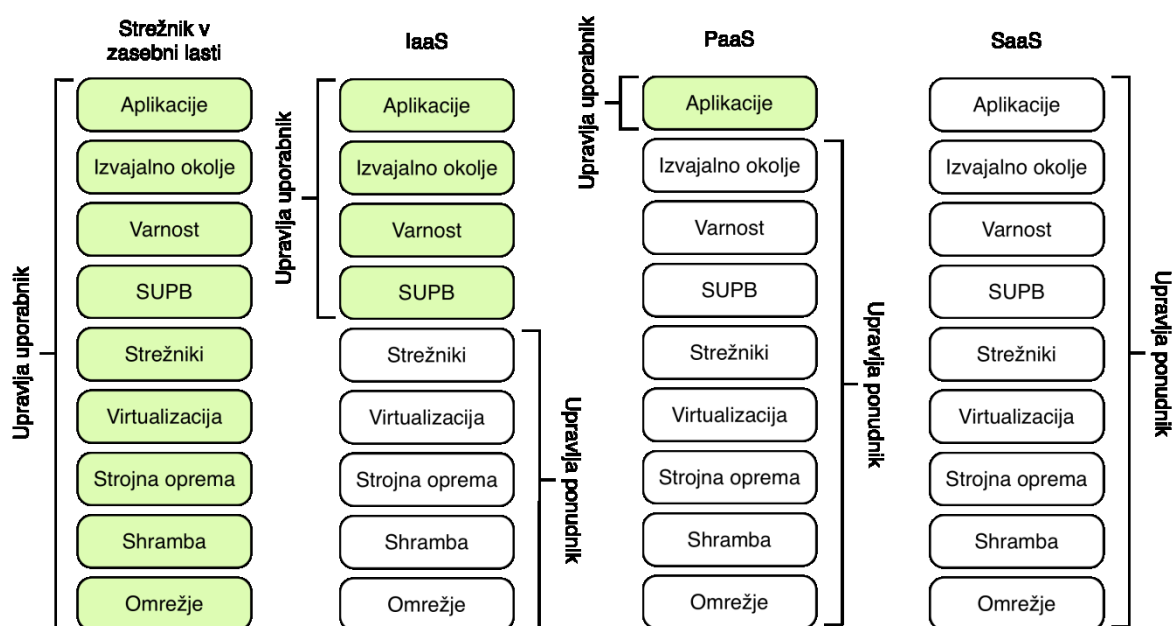 Strežnik v
zasebni lasti
Upravlja uporabnik
Aplikacije
Izvajalno okolje
Varnost
SUPB
Strežniki
Virtualizacija
Strojna oprema
Shramba
Omrežje
IaaS
Upravlja uporabnik
Aplikacije
Izvajalno okolje
Varnost
SUPB
Strežniki
Virtualizacija
Strojna oprema
Shramba
Omrežje
Upravlja ponudnik
PaaS
Upravlja uporabnik
Aplikacije
Izvajalno okolje
Varnost
SUPB
Strežniki
Virtualizacija
Strojna oprema
Shramba
Omrežje
Upravlja ponudnik
SaaS
Aplikacije
Izvajalno okolje
Varnost
SUPB
Strežniki
Virtualizacija
Strojna oprema
Shramba
Omrežje
Upravlja ponudnik